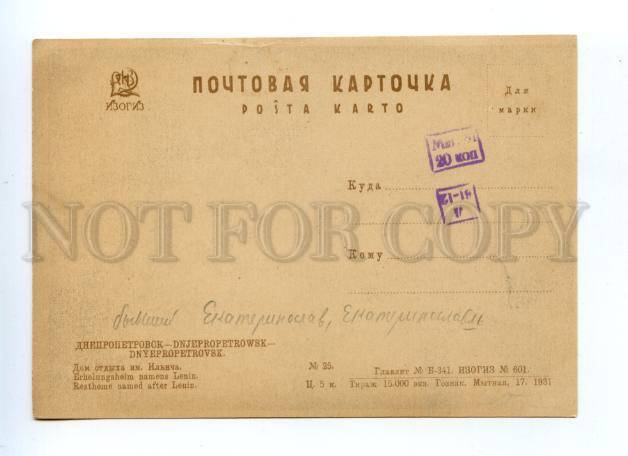 ИЗОГИЗ
ПОЧТОВАЯ КАРТОЧКА
POŜTA KARTO
Для
марки
20 коп
Куда
Кому
NOT FOR COPY
бывший Екатеринослав, Екатеринославль
ДНЕПРОПЕТРОВСК—DNJEPROPETROWSK—
DNYEPROPETROVSK.
Дом отдыха им. Ильича.
Erholungsheim namens Lenin.
Resthome named after Lenin.
№ 25.
Ц. 5 к.
Главлит № Б-341. ИЗОГИЗ № 601.
Тираж 15.000 экз. Гознак. Мытная, 17. 1931